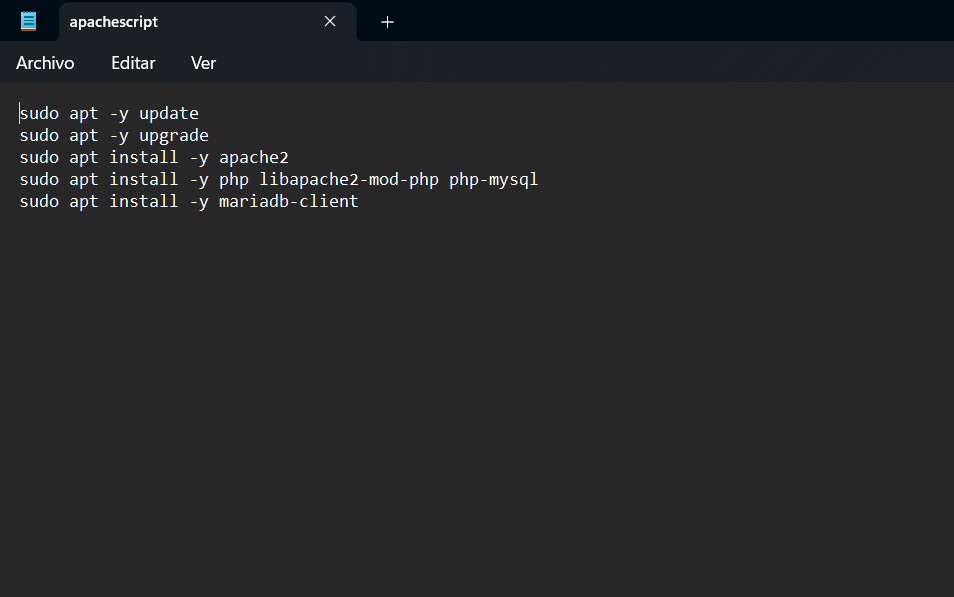 apachescript
Archivo Editar Ver
sudo apt -y update
sudo apt -y upgrade
sudo apt install -y apache2
sudo apt install -y php libapache2-mod-php php-mysql
sudo apt install -y mariadb-client